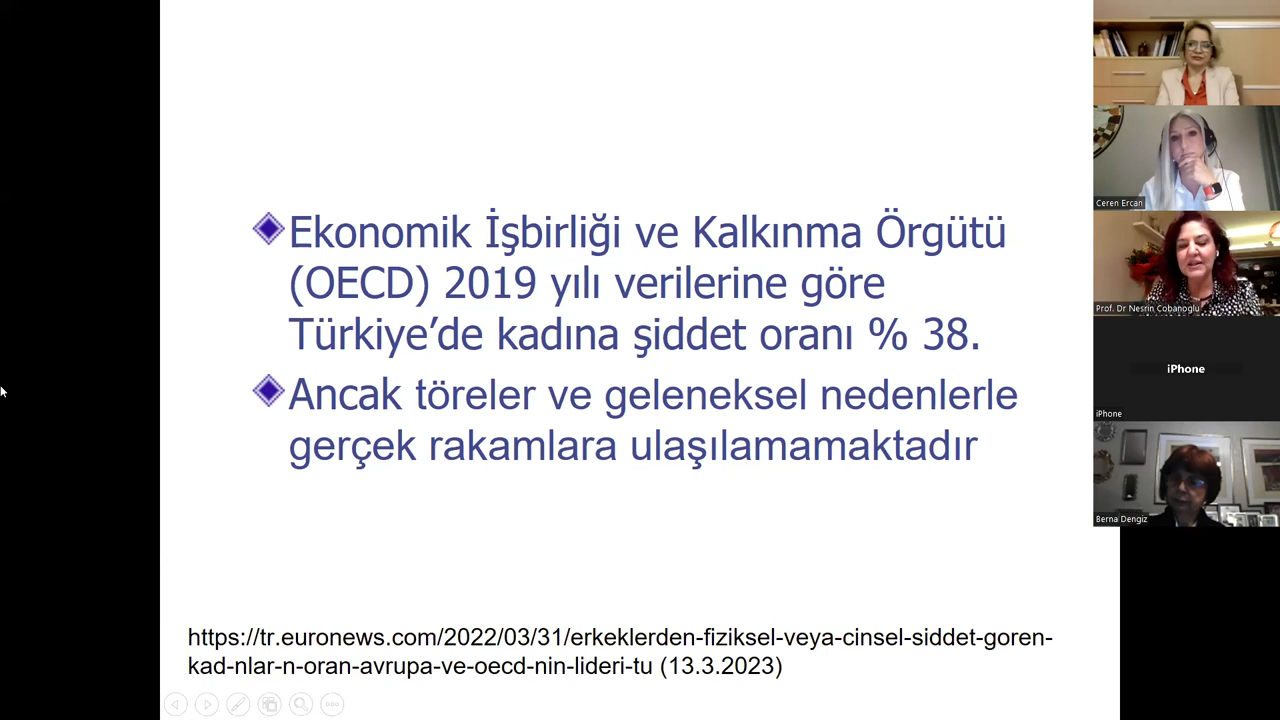 Ekonomik İşbirliği ve Kalkınma Örgütü
(OECD) 2019 yılı verilerine göre
Türkiye’de kadına şiddet oranı % 38.
Ancak töreler ve geleneksel nedenlerle
gerçek rakamlara ulaşılamamaktadır
https://tr.euronews.com/2022/03/31/erkeklerden-fiziksel-veya-cinsel-siddet-goren-
kad-nlar-n-oran-avrupa-ve-oecd-nin-lideri-tu (13.3.2023)
Ceren Ercan
Prof. Dr Nesrin Cobanoglu
iPhone
iPhone
Berna Dengiz